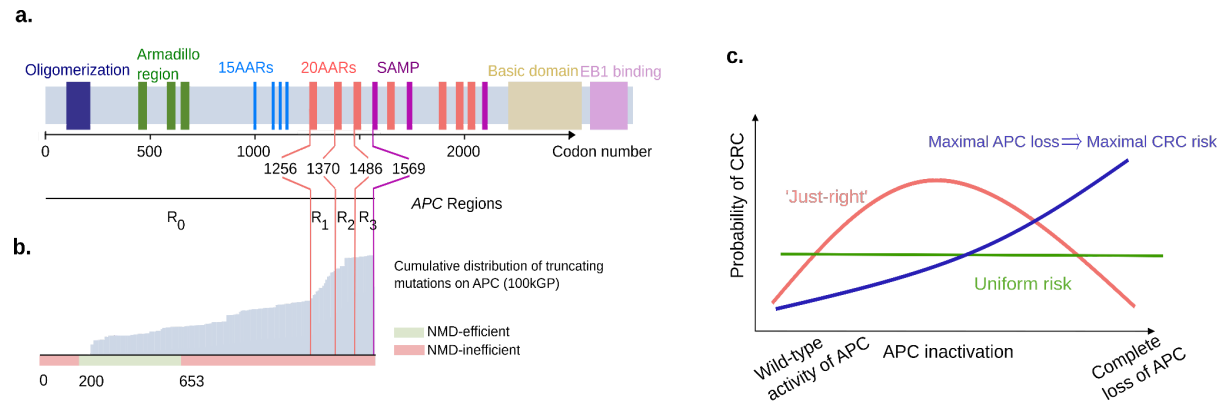 a.
Oligomerization
Armadillo
region
15AARs
20AARs
SAMP
Basic domain
EB1 binding
0
500
1000
2000
Codon number
1256
1370
1486
1569
APC Regions
R0
R1
R2
R3
b.
Cumulative distribution of truncating
mutations on APC (100kGP)
NMD-efficient
NMD-inefficient
0
200
653
c.
Probability of CRC
Maximal APC loss ⇒ Maximal CRC risk
'Just-right'
Uniform risk
Wild-type
activity of APC
APC inactivation
Complete
loss of APC